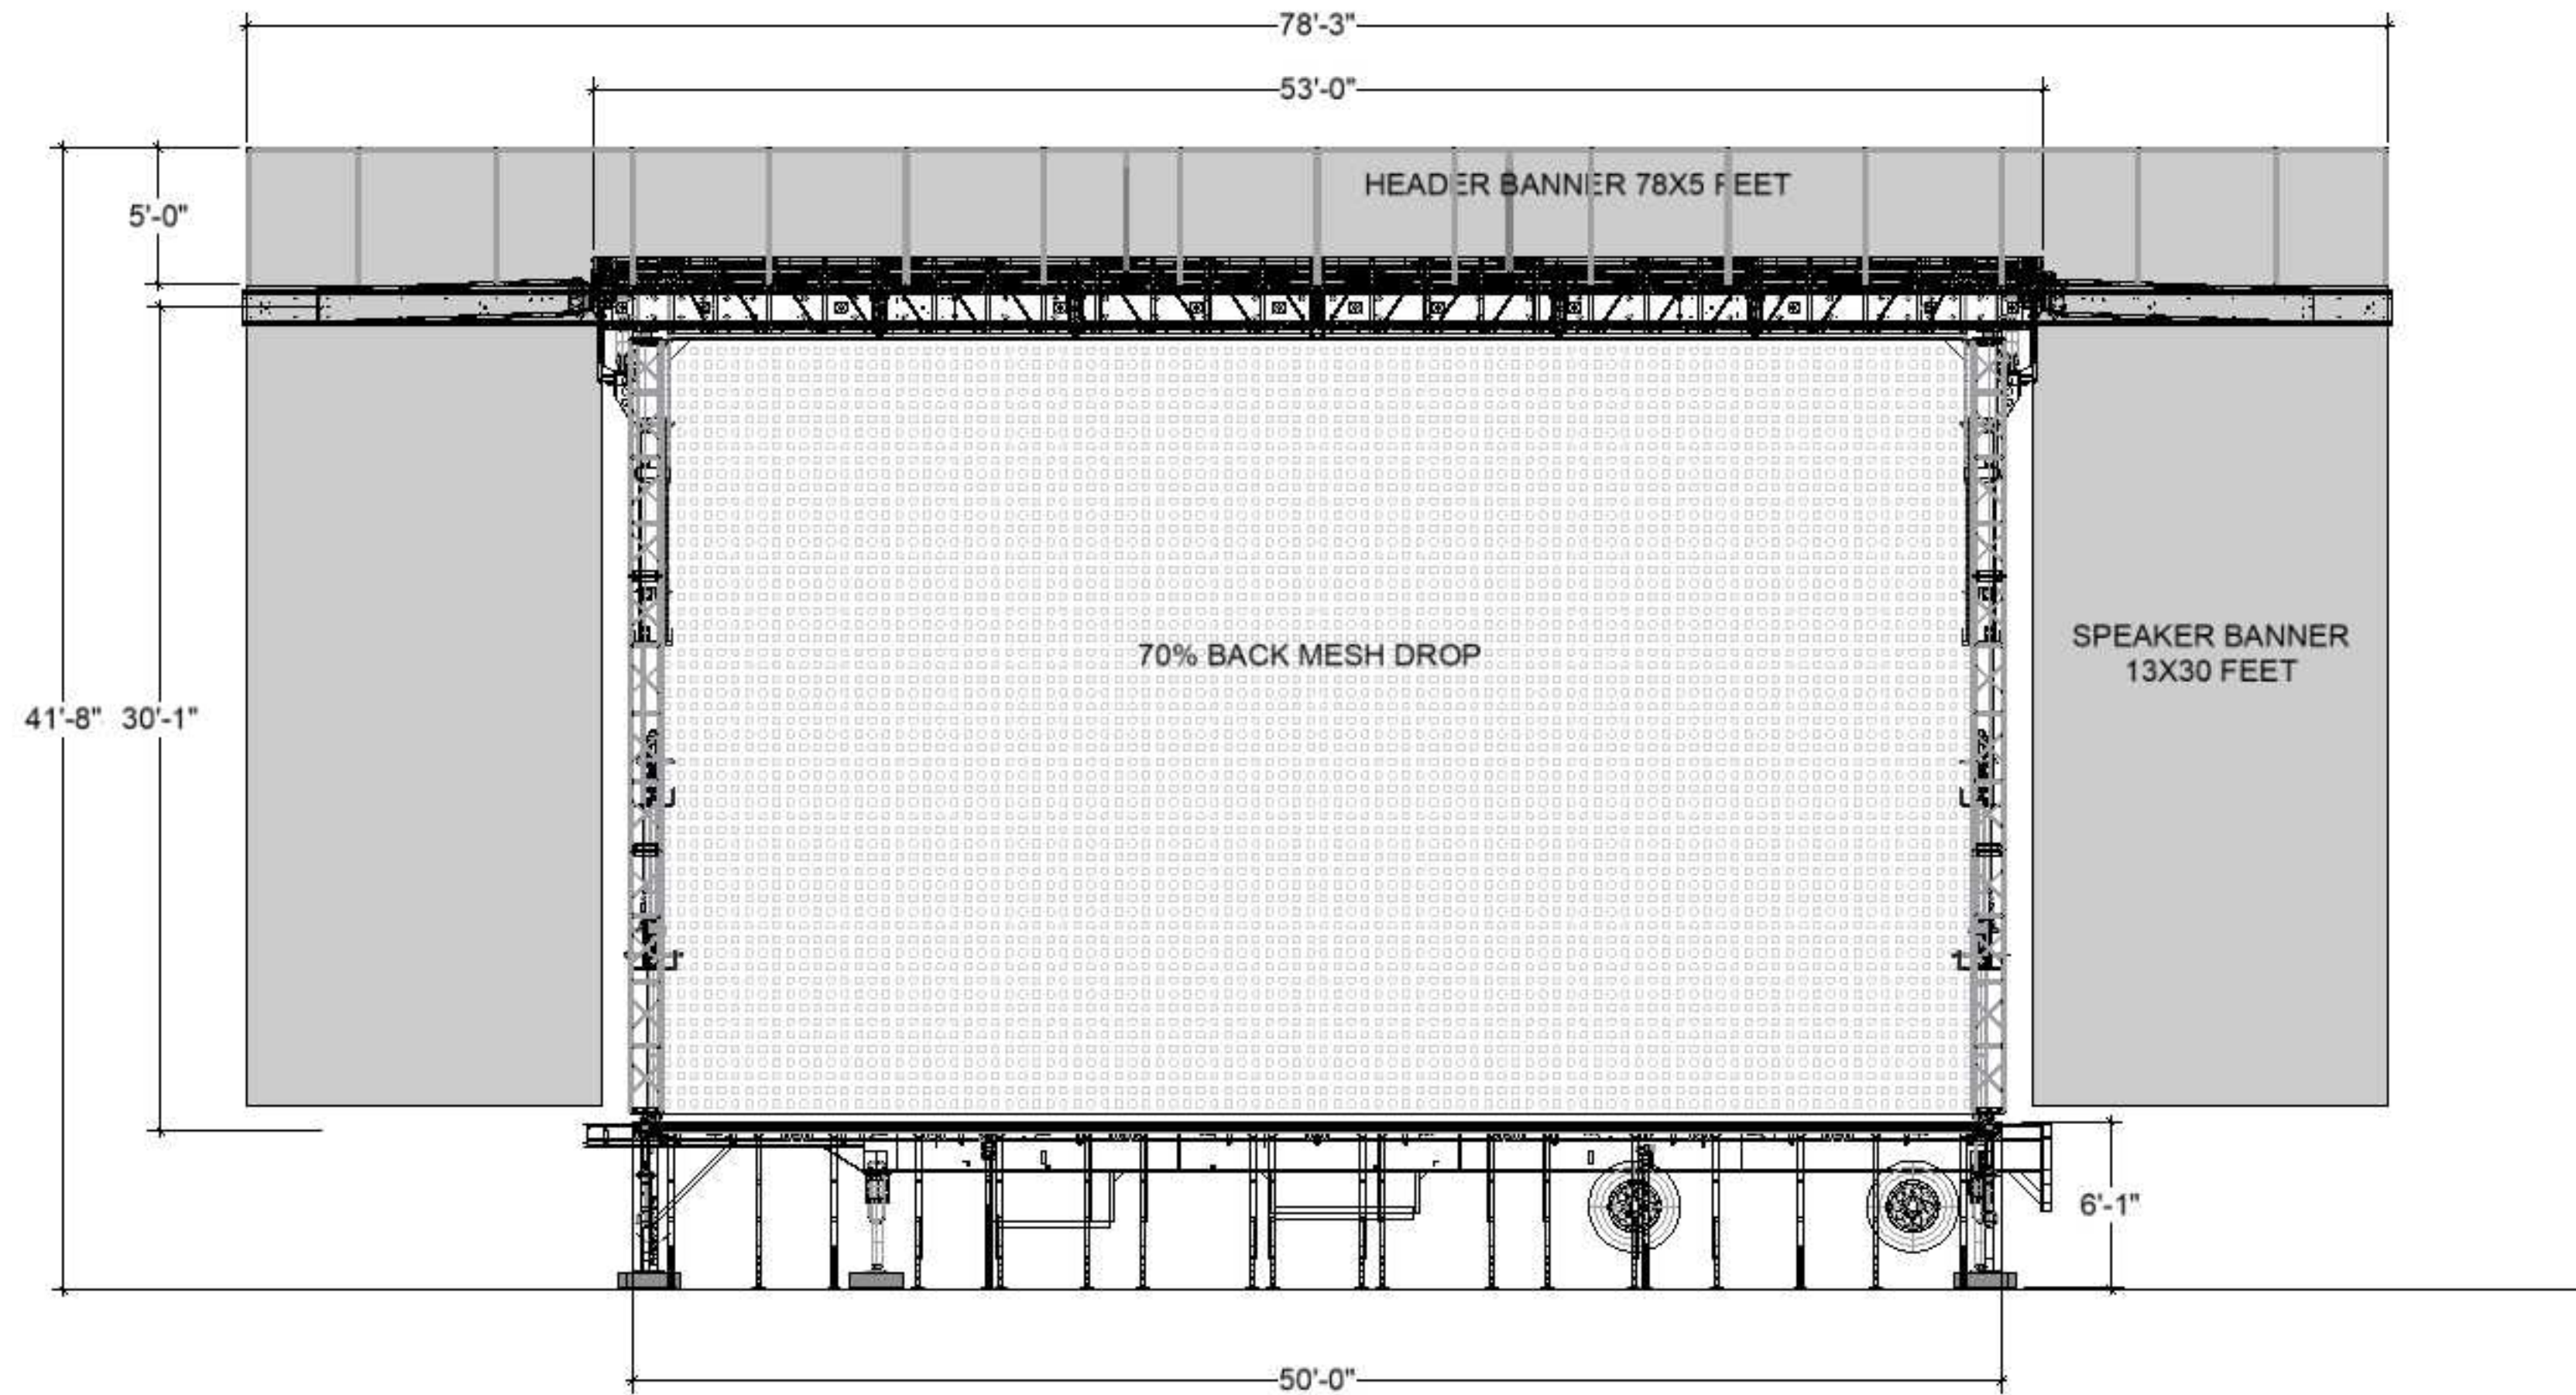 78'-3"
53'-0"
HEADER BANNER 78X5 FEET
5'-0"
70% BACK MESH DROP
SPEAKER BANNER
13X30 FEET
41'-8" 30'-1"
6'-1"
50'-0"